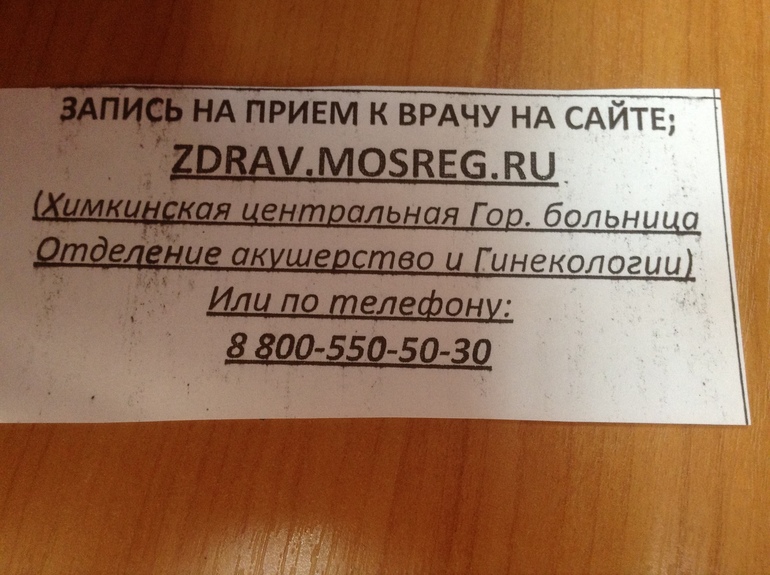 ЗАПИСЬ НА ПРИЕМ К ВРАЧУ НА САЙТЕ;
ZDRAV.MOSREG.RU
(Химкинская центральная Гор. больница
Отделение акушерство и Гинекологии)
Или по телефону:
8 800-550-50-30